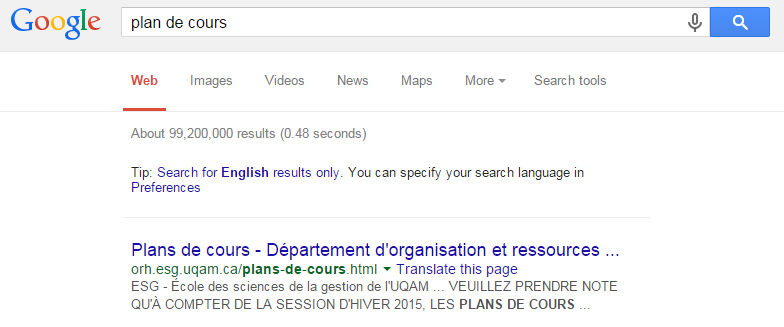 Google plan de cours
Web Images Videos News Maps More Search tools
About 99,200,000 results (0.48 seconds)
Tip: Search for English results only. You can specify your search language in
Preferences
Plans de cours - Département d'organisation et ressources ...
orh.esg.uqam.ca/plans-de-cours.html Translate this page
ESG - École des sciences de la gestion de l'UQAM ... VEUILLEZ PRENDRE NOTE
QU'À COMPTER DE LA SESSION D'HIVER 2015, LES PLANS DE COURS ...